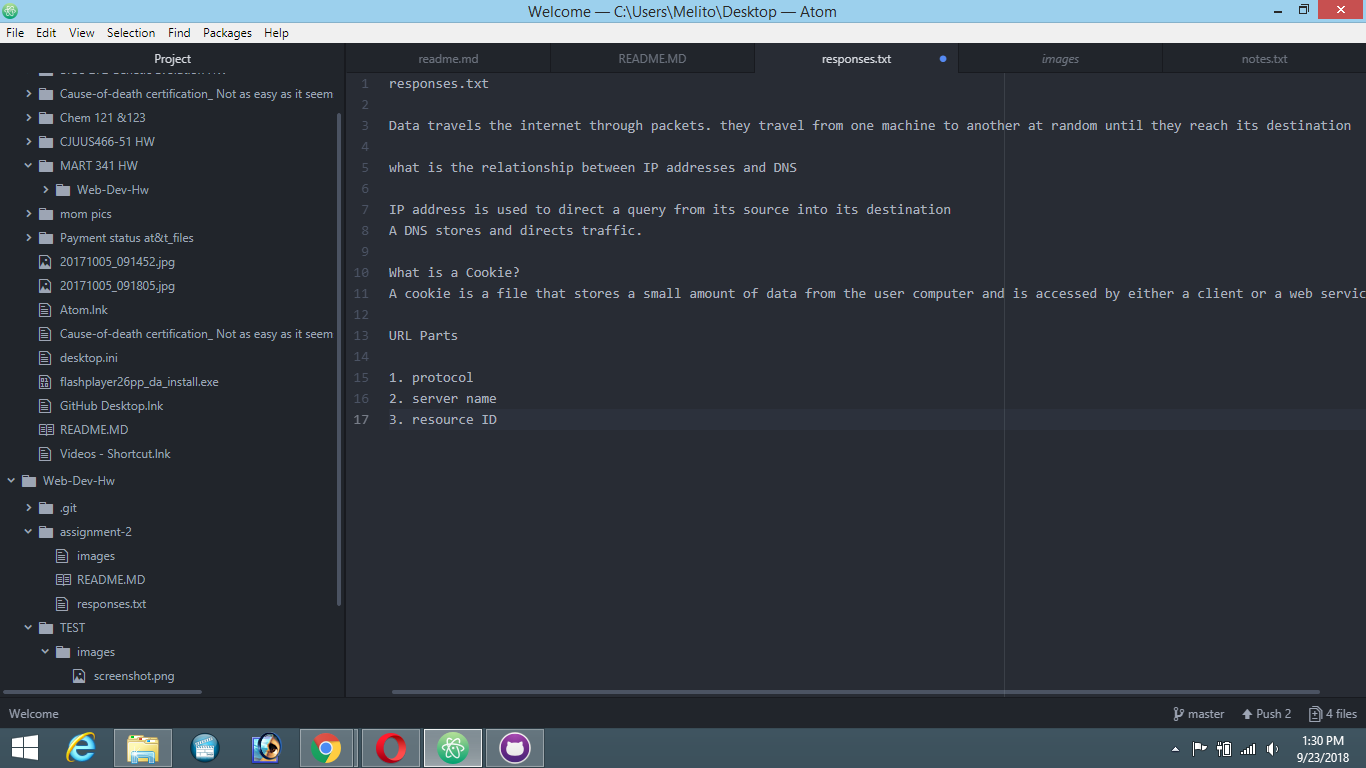 Welcome — C:\Users\Melito\Desktop — Atom
File Edit View Selection Find Packages Help
Project
readme.md README.MD responses.txt images notes.txt
Cause-of-death certification_ Not as easy as it seem
Chem 121 &123
CJUUS466-51 HW
MART 341 HW
Web-Dev-Hw
mom pics
Payment status at&t_files
20171005_091452.jpg
20171005_091805.jpg
Atom.lnk
Cause-of-death certification_ Not as easy as it seem
desktop.ini
flashplayer26pp_da_install.exe
GitHub Desktop.lnk
README.MD
Videos - Shortcut.lnk
Web-Dev-Hw
.git
assignment-2
images
README.MD
responses.txt
TEST
images
screenshot.png
1 responses.txt
2
3 Data travels the internet through packets. they travel from one machine to another at random until they reach its destination
4
5 what is the relationship between IP addresses and DNS
6
7 IP address is used to direct a query from its source into its destination
8 A DNS stores and directs traffic.
9
10 What is a Cookie?
11 A cookie is a file that stores a small amount of data from the user computer and is accessed by either a client or a web servic
12
13 URL Parts
14
15 1. protocol
16 2. server name
17 3. resource ID
Welcome
master Push 2 4 files
1:30 PM
9/23/2018